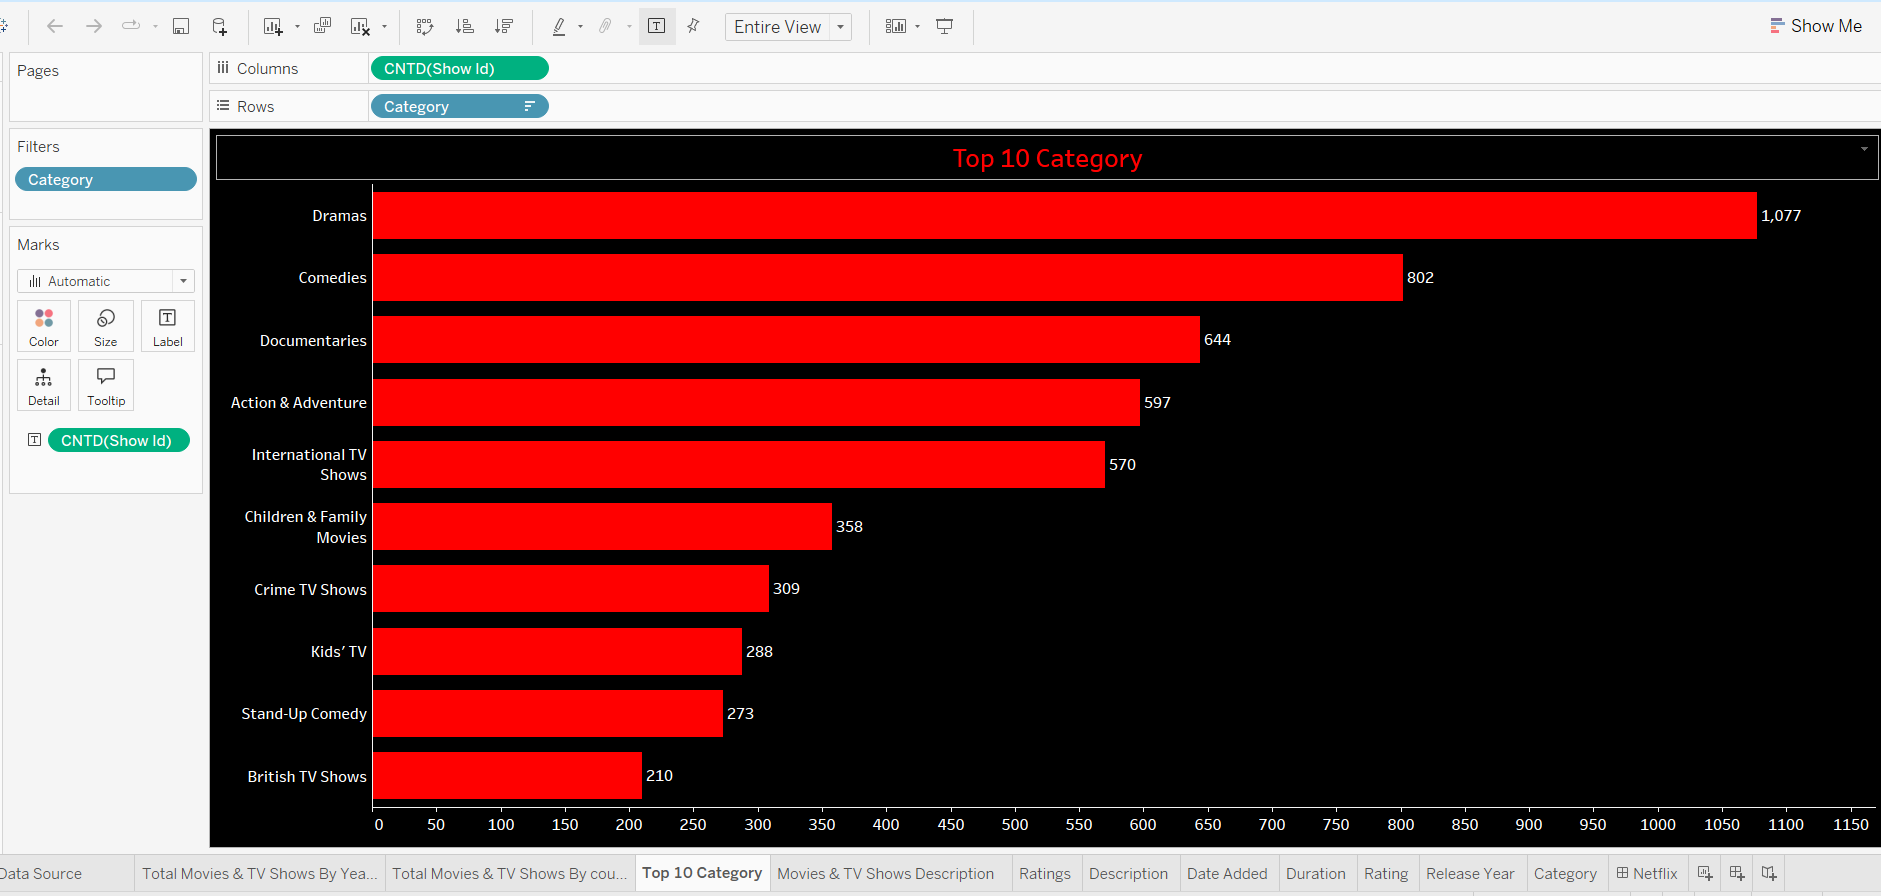 Entire View
Show Me
Pages
Columns
CNTD(Show Id)
Rows
Category
Filters
Category
Marks
Automatic
Color
Size
Label
Detail
Tooltip
CNTD(Show Id)
Top 10 Category
Dramas
1,077
Comedies
802
Documentaries
644
Action & Adventure
597
International TV
Shows
570
Children & Family
Movies
358
Crime TV Shows
309
Kids’ TV
288
Stand-Up Comedy
273
British TV Shows
210
0 50 100 150 200 250 300 350 400 450 500 550 600 650 700 750 800 850 900 950 1000 1050 1100 1150
Data Source
Total Movies & TV Shows By Yea...
Total Movies & TV Shows By cou...
Top 10 Category
Movies & TV Shows Description
Ratings
Description
Date Added
Duration
Rating
Release Year
Category
Netflix